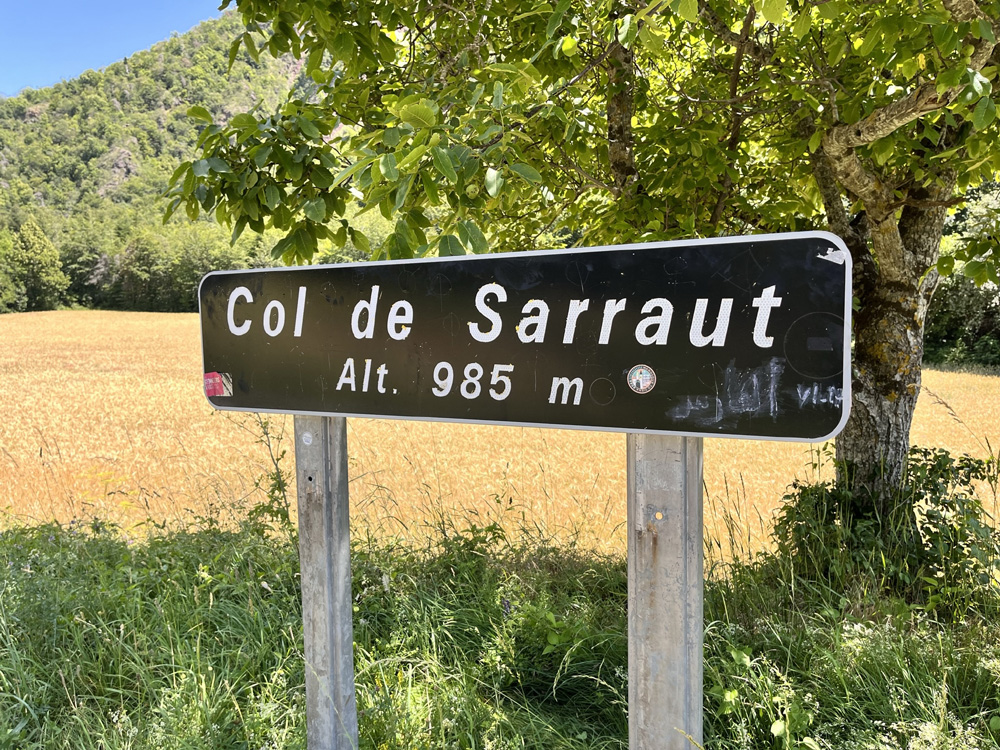 Col de Sarraut
Alt. 985 m